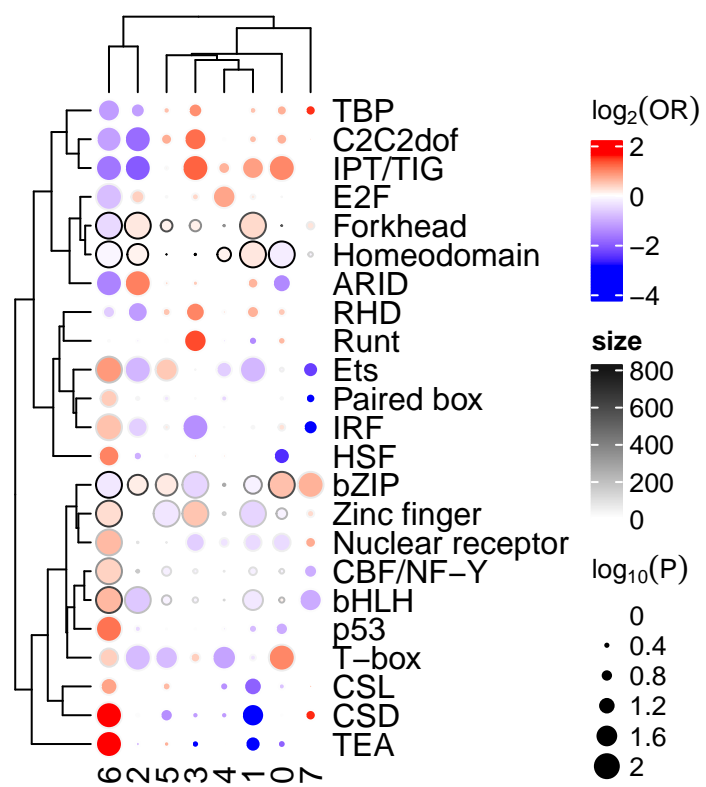 TBP
C2C2dof
IPT/TIG
E2F
Forkhead
Homeodomain
ARID
RHD
Runt
Ets
Paired box
IRF
HSF
bZIP
Zinc finger
Nuclear receptor
CBF/NF−Y
bHLH
p53
T−box
CSL
CSD
TEA
6 2 5 3 4 1 0 7
log₂(OR)
2
0
−2
−4
size
800
600
400
200
0
log₁₀(P)
0
0.4
0.8
1.2
1.6
2